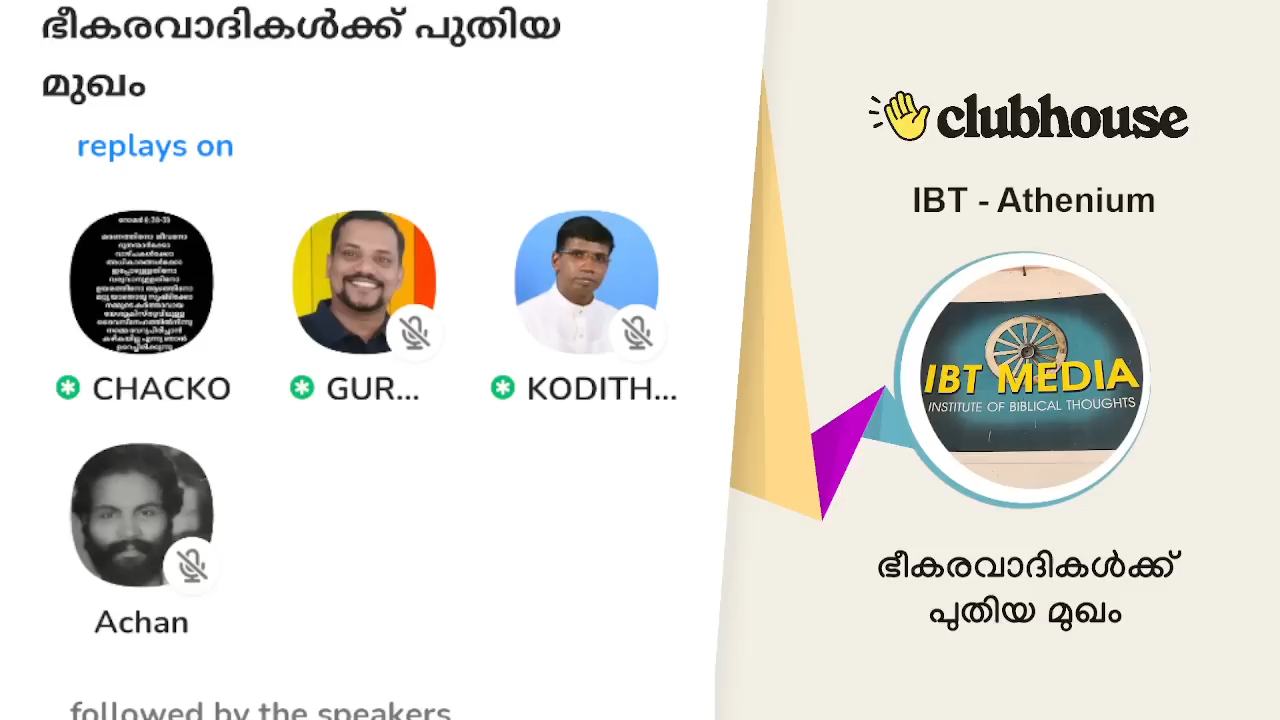 ഭീകരവാദികൾക്ക് പുതിയ
മുഖം
replays on
CHACKO
GUR...
KODITH...
Achan
followed by the speakers
clubhouse
IBT - Athenium
IBT MEDIA
INSTITUTE OF BIBLICAL THOUGHTS
ഭീകരവാദികൾക്ക്
പുതിയ മുഖം